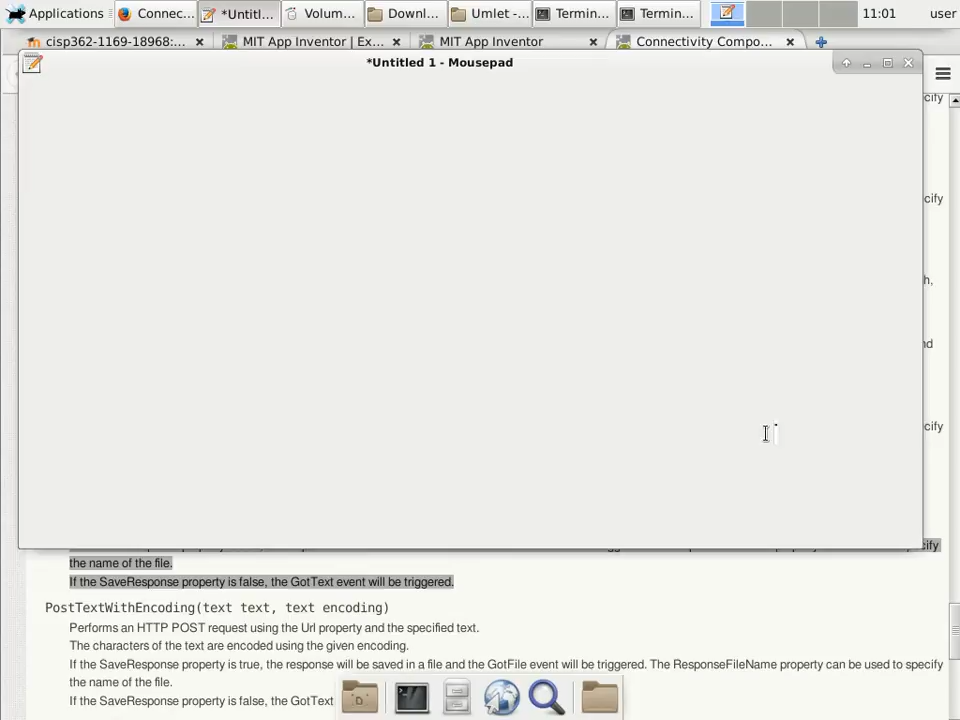 Applications Connec... *Untitl... Volum... Downl... Umlet -... Termin... Termin... 11:01 user
cisp362-1169-18968:... MIT App Inventor | Ex... MIT App Inventor Connectivity Compo...
*Untitled 1 - Mousepad
cify
cify
h,
nd
cify
cify
the name of the file.
If the SaveResponse property is false, the GotText event will be triggered.
PostTextWithEncoding(text text, text encoding)
Performs an HTTP POST request using the Url property and the specified text.
The characters of the text are encoded using the given encoding.
If the SaveResponse property is true, the response will be saved in a file and the GotFile event will be triggered. The ResponseFileName property can be used to specify
the name of the file.
If the SaveResponse property is false, the GotText